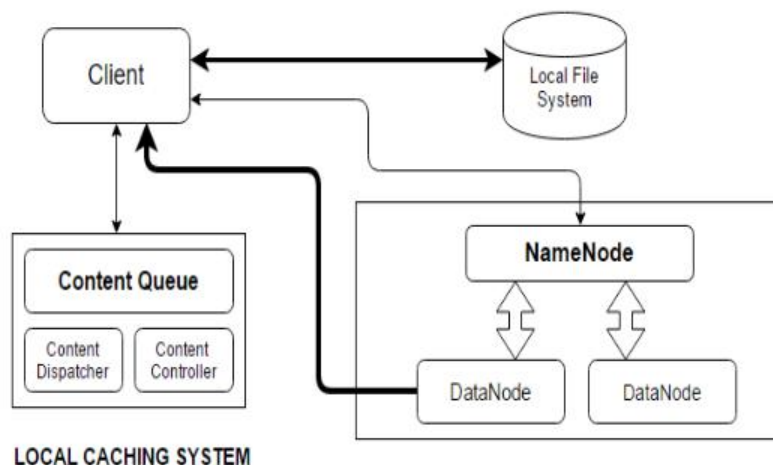 Client
Local File
System
NameNode
Content Queue
Content
Dispatcher
Content
Controller
DataNode
DataNode
LOCAL CACHING SYSTEM